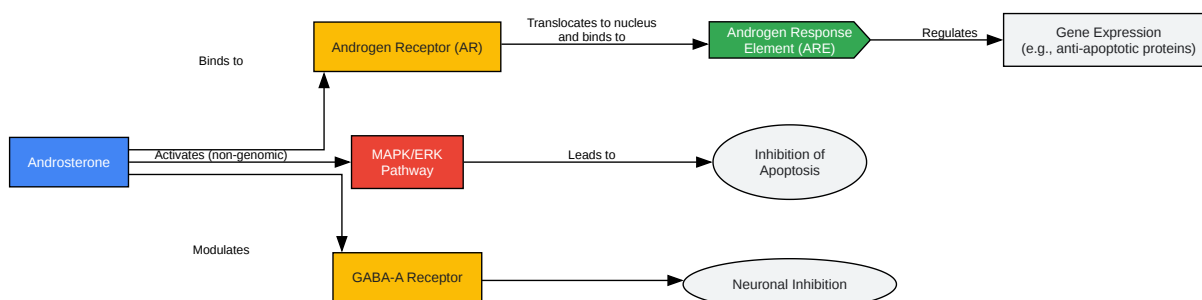 Translocates to nucleus
and binds to
Androgen Receptor (AR)
Androgen Response
Element (ARE)
Regulates
Gene Expression
(e.g., anti-apoptotic proteins)
Binds to
Androsterone
Activates (non-genomic)
MAPK/ERK
Pathway
Leads to
Inhibition of
Apoptosis
Modulates
GABA-A Receptor
Neuronal Inhibition